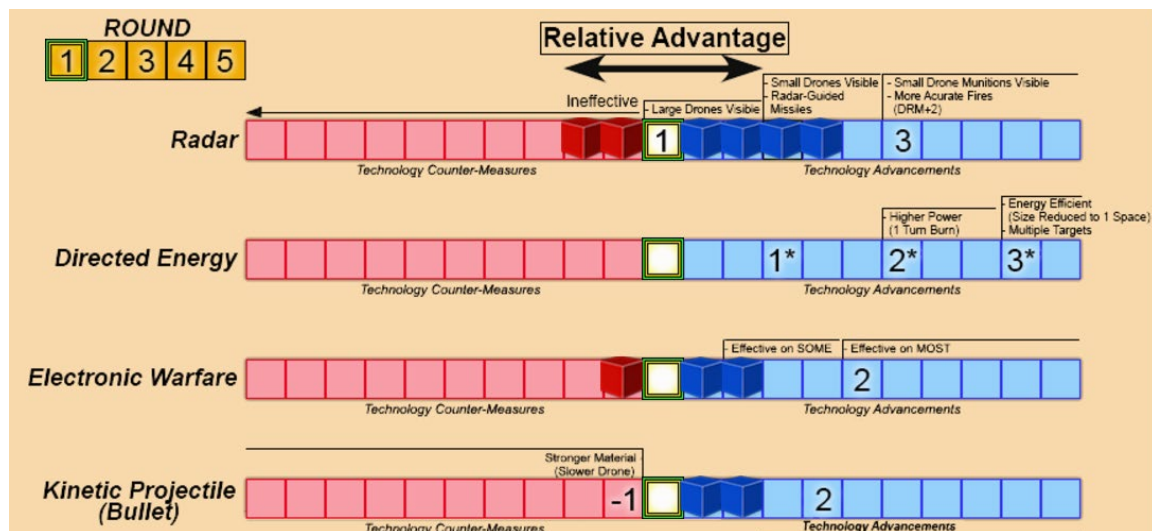 ROUND
1 2 3 4 5
Relative Advantage
Ineffective
- Large Drones Visible
- Small Drones Visible
- Radar-Guided
Missiles
- Small Drone Munitions Visible
- More Acurate Fires
(DRM+2)
Radar
1
3
Technology Counter-Measures
Technology Advancements
- Higher Power
(1 Turn Burn)
- Energy Efficient
(Size Reduced to 1 Space)
- Multiple Targets
Directed Energy
1*
2*
3*
Technology Counter-Measures
Technology Advancements
- Effective on SOME
- Effective on MOST
Electronic Warfare
2
Technology Counter-Measures
Technology Advancements
Stronger Material -
(Slower Drone)
Kinetic Projectile
(Bullet)
-1
2
Technology Counter-Measures
Technology Advancements